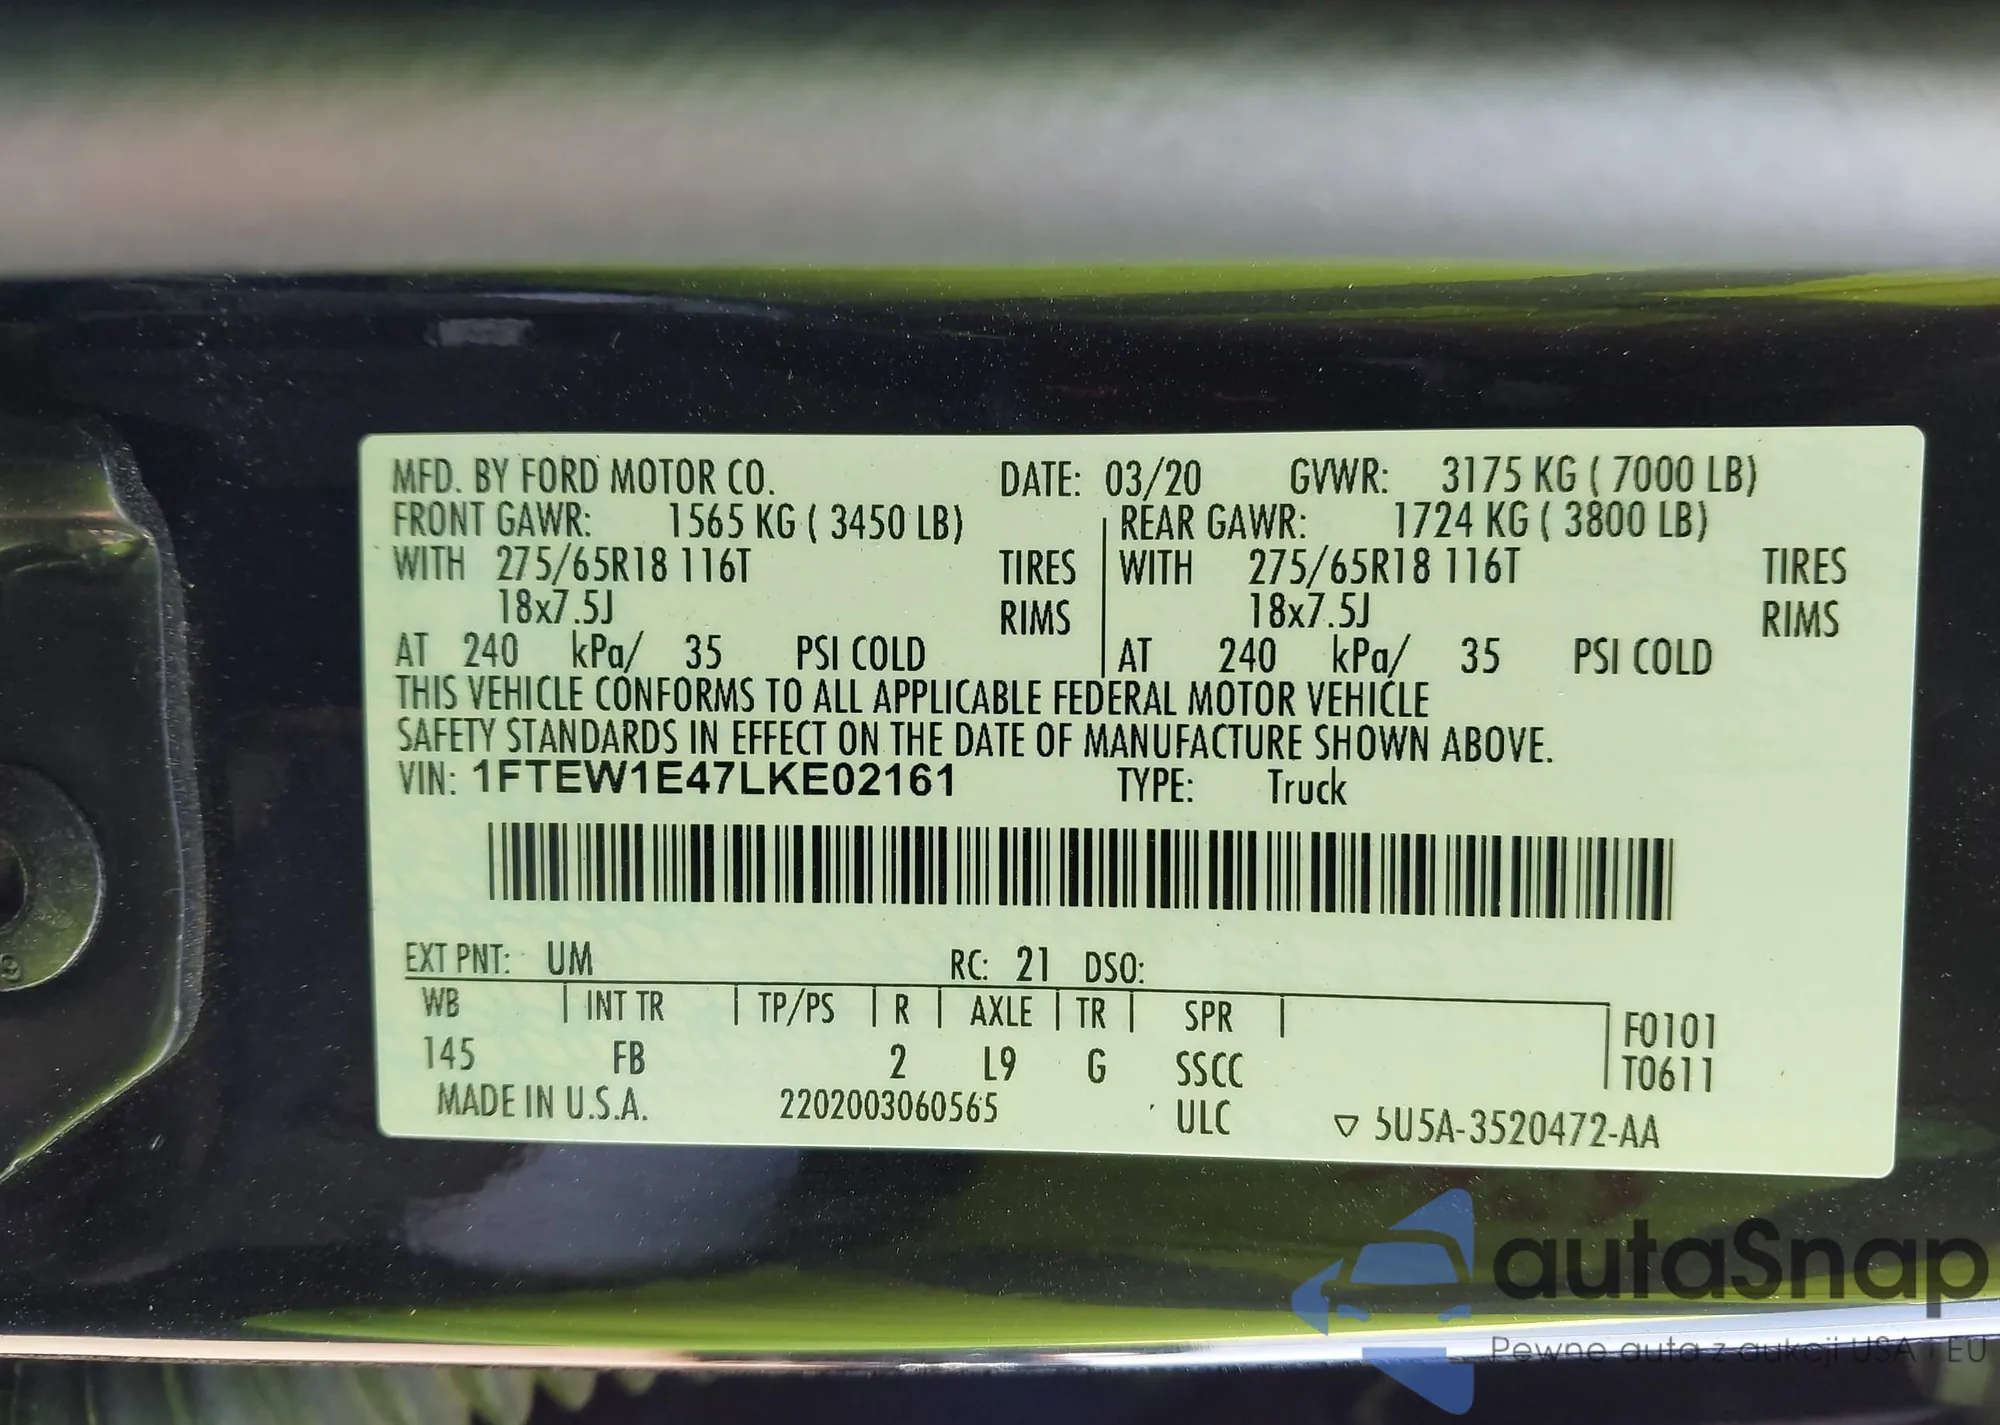 MFD. BY FORD MOTOR CO. DATE: 03/20 GVWR: 3175 KG ( 7000 LB)
FRONT GAWR: 1565 KG ( 3450 LB) REAR GAWR: 1724 KG ( 3800 LB)
WITH 275/65R18 116T TIRES WITH 275/65R18 116T TIRES
18x7.5J RIMS 18x7.5J RIMS
AT 240 kPa/ 35 PSI COLD AT 240 kPa/ 35 PSI COLD
THIS VEHICLE CONFORMS TO ALL APPLICABLE FEDERAL MOTOR VEHICLE
SAFETY STANDARDS IN EFFECT ON THE DATE OF MANUFACTURE SHOWN ABOVE.
VIN: 1FTEW1E47LKE02161 TYPE: Truck
EXT PNT: UM RC: 21 DSO:
WB INT TR TP/PS R AXLE TR SPR F0101
145 FB 2 L9 G SSCC T0611
MADE IN U.S.A. 2202003060565 ULC ▽ 5U5A-3520472-AA
autaSnap
Pewne auta z aukcji USA i EU